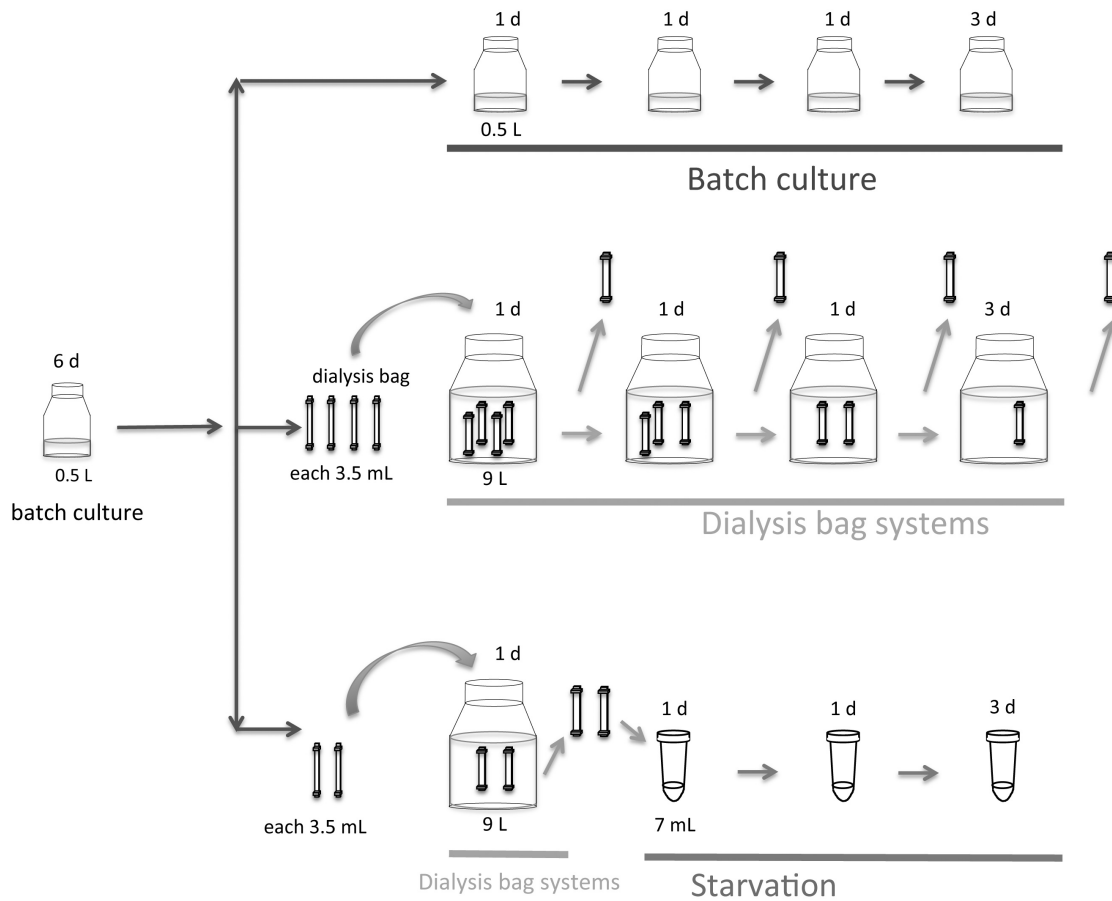 1 d
1 d
1 d
3 d
0.5 L
Batch culture
1 d
1 d
1 d
3 d
6 d
dialysis bag
0.5 L
each 3.5 mL
9 L
batch culture
Dialysis bag systems
1 d
1 d
1 d
3 d
each 3.5 mL
9 L
7 mL
Dialysis bag systems
Starvation